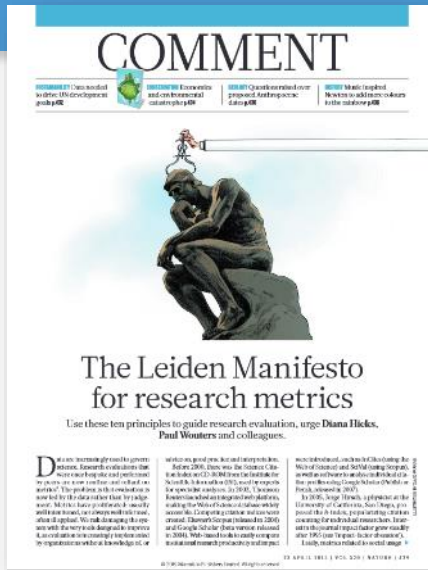 COMMENT
Data needed
to drive UN development
goals p.432
Economics
and environmental
catastrophe p.434
Questions raised over
proposed Anthropocene
dates p.436
Music inspired
Newton to add more colours
to the rainbow p.436
The Leiden Manifesto
for research metrics
Use these ten principles to guide research evaluation, urge Diana Hicks,
Paul Wouters and colleagues.
Data are increasingly used to govern
science. Research evaluations that
were once bespoke and performed
by peers are now routine and reliant on
metrics. The problem is that evaluation is
now led by the data rather than by judge-
ment. Metrics have proliferated: usually
well intentioned, not always well informed,
often ill applied. We risk damaging the sys-
tem with the very tools designed to improve
it, as evaluation is increasingly implemented
by organizations without knowledge of, or
advice on, good practice and interpretation.
Before 2000, there was the Science Cita-
tion Index on CD-ROM from the Institute for
Scientific Information (ISI), used by experts
for specialist analyses. In 2002, Thomson
Reuters launched an integrated web platform,
making the Web of Science database widely
accessible. Competing citation indices were
created: Elsevier's Scopus (released in 2004)
and Google Scholar (beta version released
in 2004). Web-based tools to easily compare
institutional research productivity and impact
were introduced, such as InCites (using the
Web of Science) and SciVal (using Scopus),
as well as software to analyse individual cita-
tion profiles using Google Scholar (Publish or
Perish, released in 2007).
In 2005, Jorge Hirsch, a physicist at the
University of California, San Diego, pro-
posed the h-index, popularizing citation
counting for individual researchers. Inter-
est in the journal impact factor grew steadily
after 1995 (see 'Impact-factor obsession').
Lately, metrics related to social usage
23 APRIL 2015 | VOL 520 | NATURE | 429